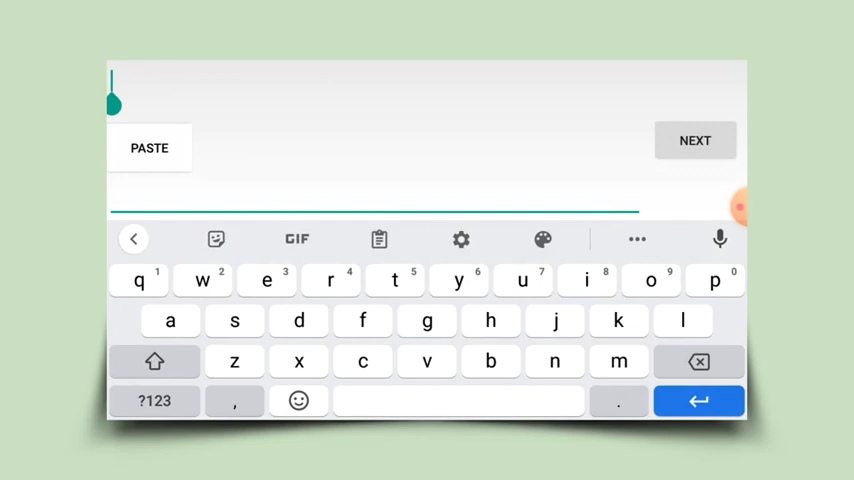 PASTE
NEXT
GIF
q 1 w 2 e 3 r 4 t 5 y 6 u 7 i 8 o 9 p 0
a s d f g h j k l
z x c v b n m
?123 , .